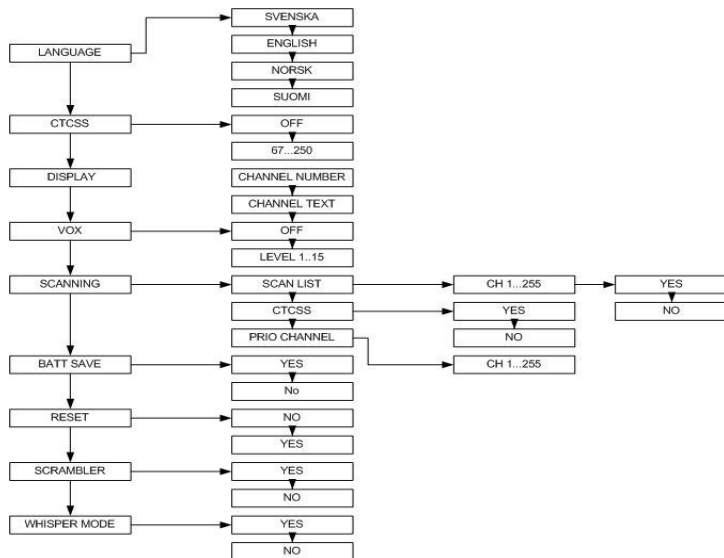 SVENSKA
ENGLISH
LANGUAGE
NORSK
SUOMI
CTCSS OFF
67...250
DISPLAY CHANNEL NUMBER
CHANNEL TEXT
VOX OFF
LEVEL 1..15
SCANNING SCAN LIST CH 1...255 YES
CTCSS YES NO
PRIO CHANNEL NO
BATT SAVE YES CH 1...255
No
RESET NO
YES
SCRAMBLER YES
NO
WHISPER MODE YES
NO